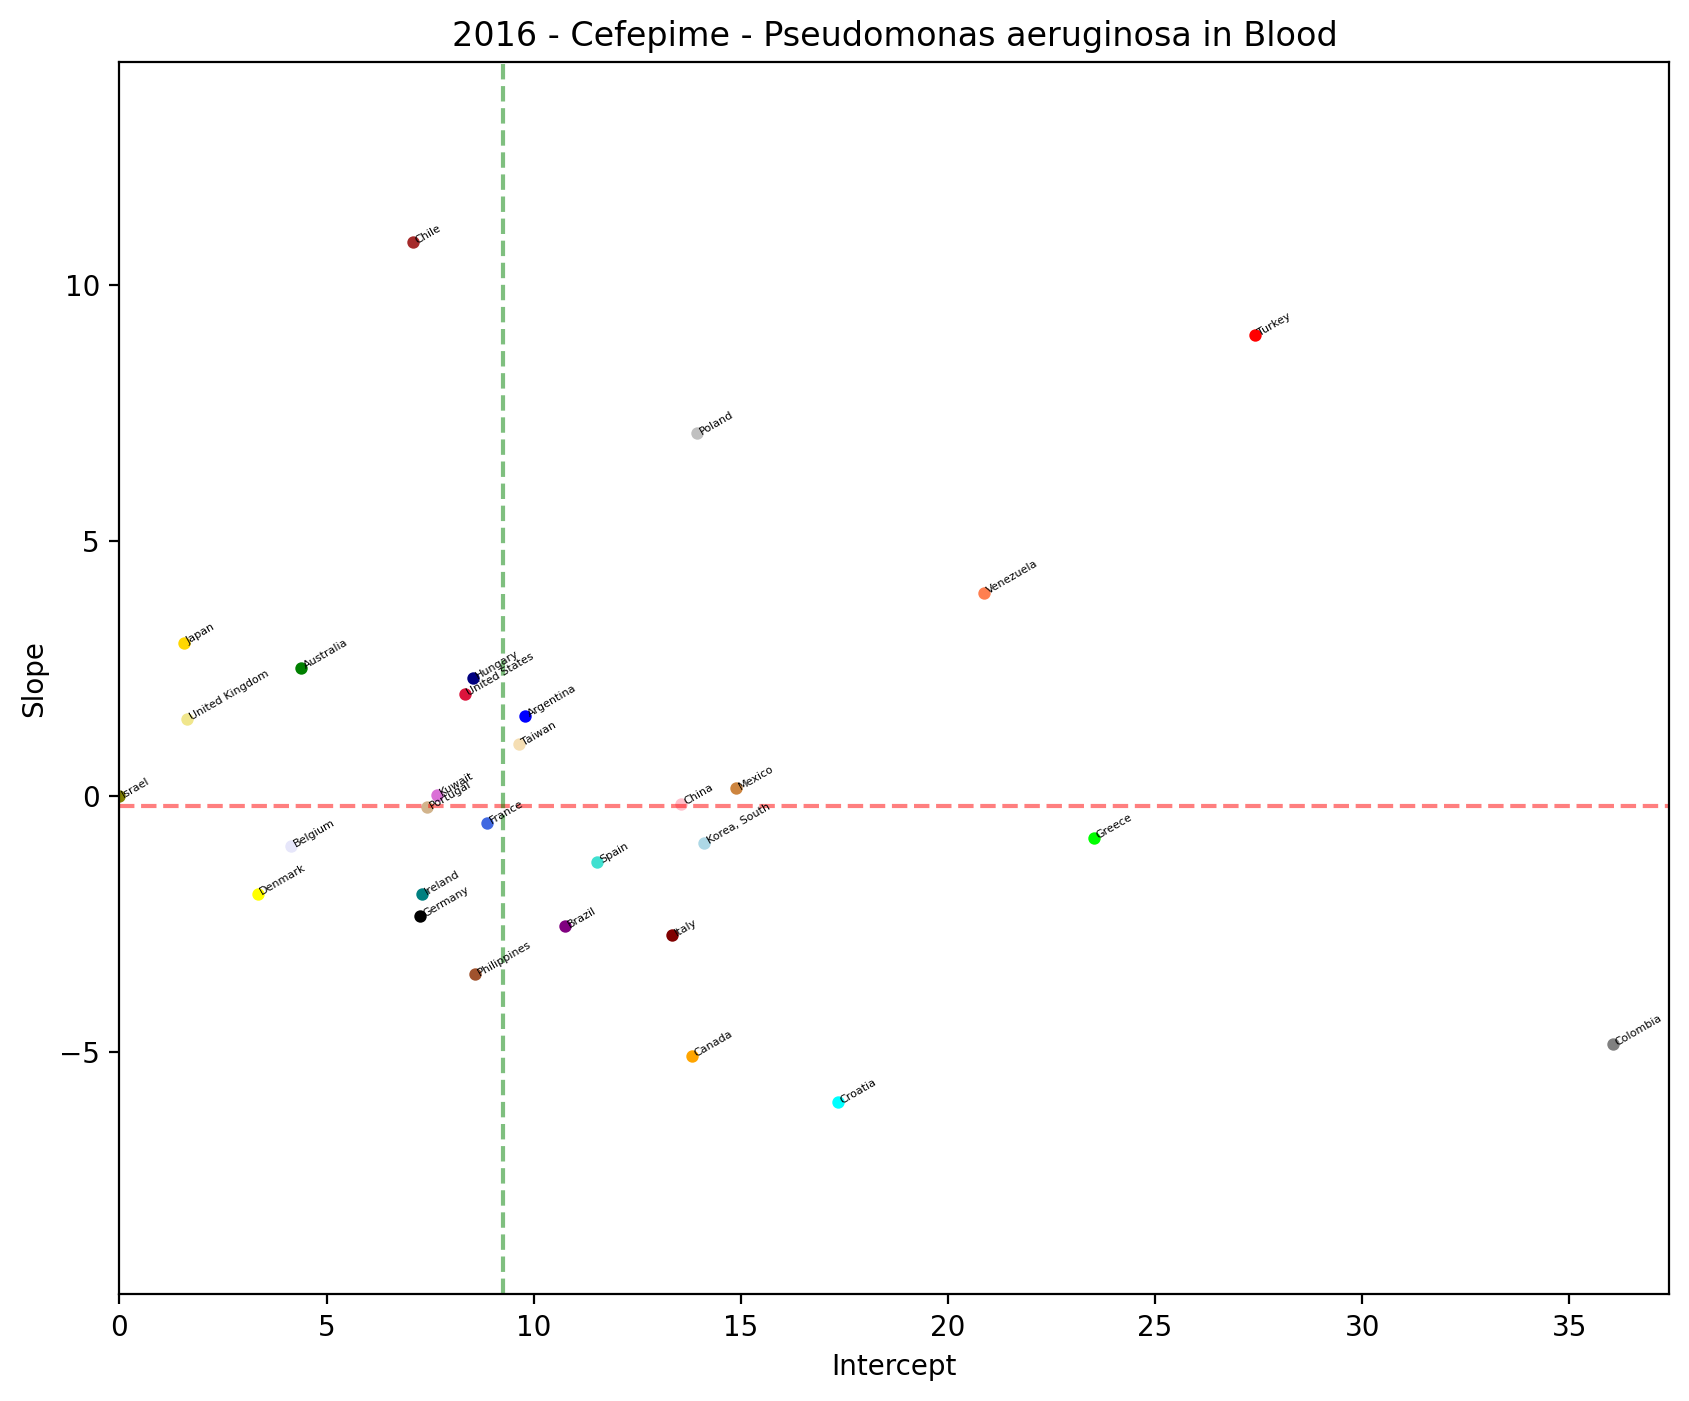 2016 - Cefepime - Pseudomonas aeruginosa in Blood
Slope
10
5
0
−5
Chile
Turkey
Poland
Venezuela
Japan
Australia
Hungary
United States
United Kingdom
Argentina
Taiwan
Israel
Kuwait
Portugal
Mexico
China
France
Korea, South
Greece
Belgium
Spain
Denmark
Ireland
Germany
Brazil
Italy
Philippines
Canada
Colombia
Croatia
0
5
10
15
20
25
30
35
Intercept